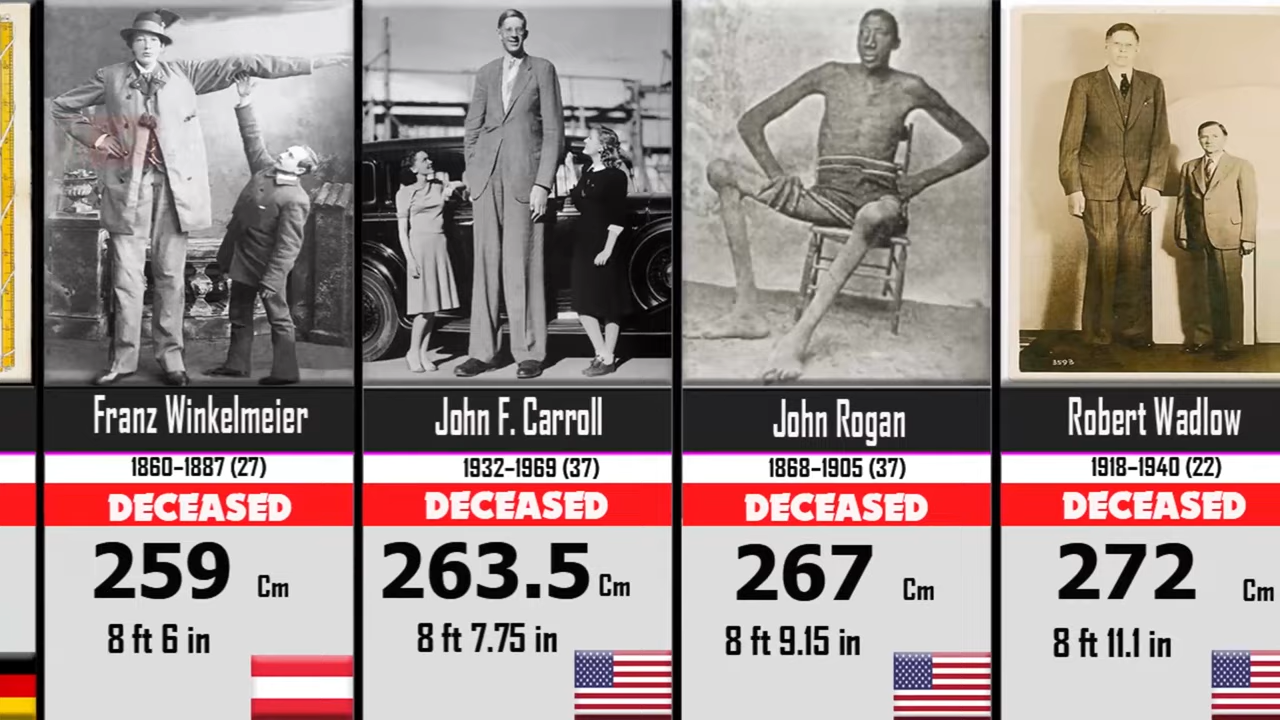 3593
Franz Winkelmeier
1860-1887 (27)
DECEASED
259 Cm
8 ft 6 in
John F. Carroll
1932-1969 (37)
DECEASED
263.5 Cm
8 ft 7.75 in
John Rogan
1868-1905 (37)
DECEASED
267 Cm
8 ft 9.15 in
Robert Wadlow
1918-1940 (22)
DECEASED
272 Cm
8 ft 11.1 in